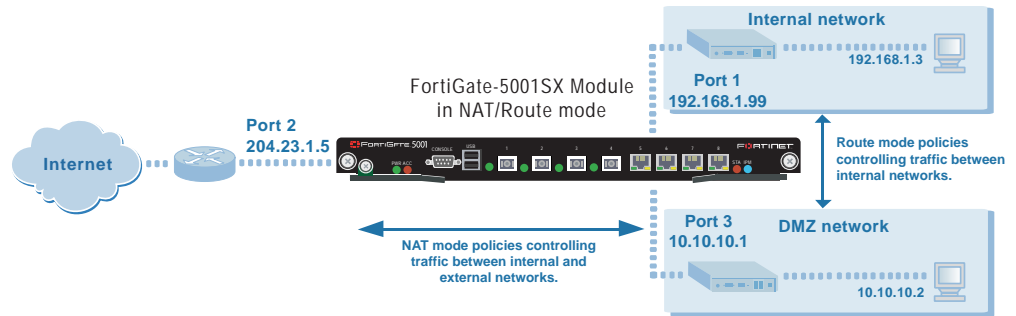 Internal network
192.168.1.3
Port 1
192.168.1.99
FortiGate-5001SX Module
in NAT/Route mode
Port 2
204.23.1.5
Internet
FORTIGATE 5001
CONSOLE
USB
1
2
3
4
5
6
7
8
FORTINET
PWR ACC
STA IPM
Route mode policies
controlling traffic between
internal networks.
NAT mode policies controlling
traffic between internal and
external networks.
Port 3
10.10.10.1
DMZ network
10.10.10.2